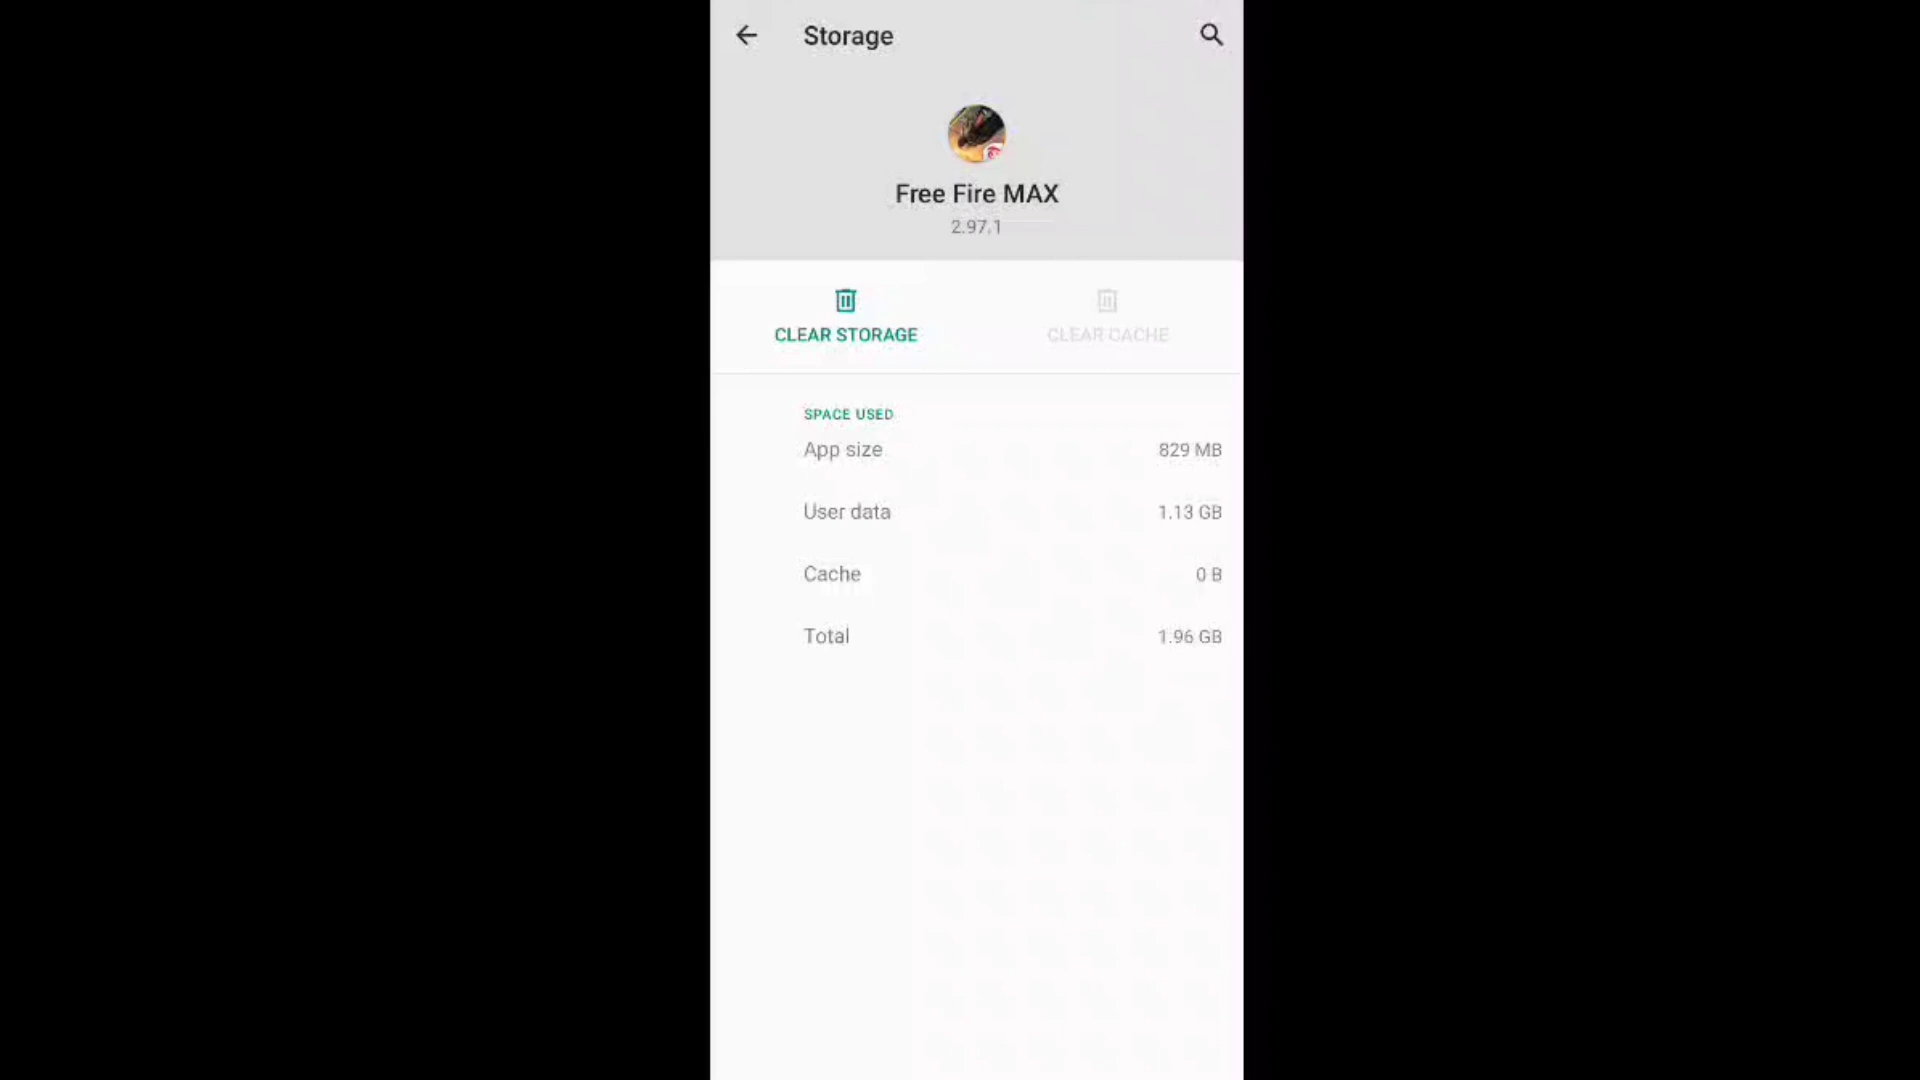 Storage
Free Fire MAX
2.97.1
CLEAR STORAGE
CLEAR CACHE
SPACE USED
App size 829 MB
User data 1.13 GB
Cache 0 B
Total 1.96 GB